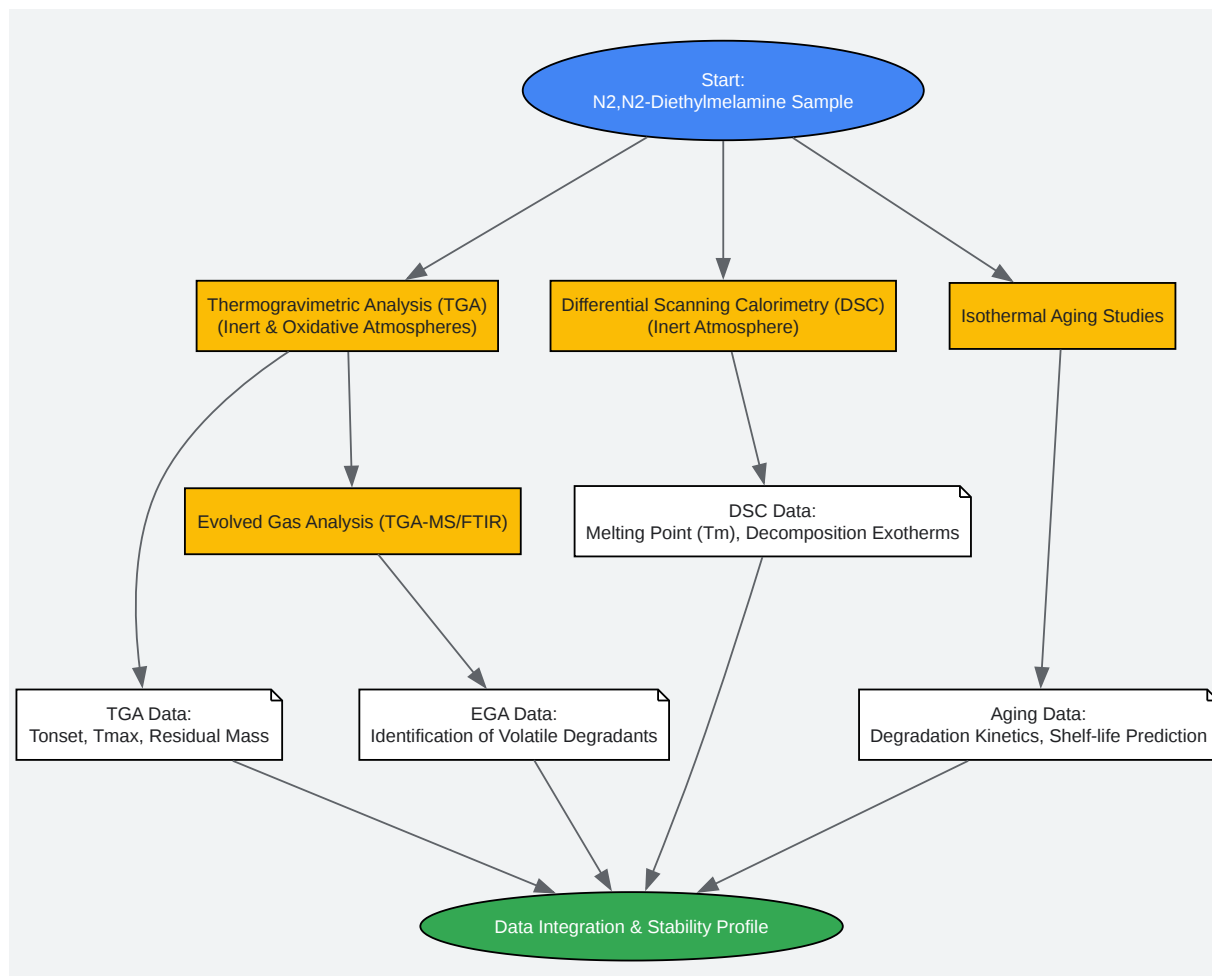 Start:
N2,N2-Diethylmelamine Sample
Thermogravimetric Analysis (TGA)
(Inert & Oxidative Atmospheres)
Differential Scanning Calorimetry (DSC)
(Inert Atmosphere)
Isothermal Aging Studies
Evolved Gas Analysis (TGA-MS/FTIR)
DSC Data:
Melting Point (Tm), Decomposition Exotherms
TGA Data:
Tonset, Tmax, Residual Mass
EGA Data:
Identification of Volatile Degradants
Aging Data:
Degradation Kinetics, Shelf-life Prediction
Data Integration & Stability Profile